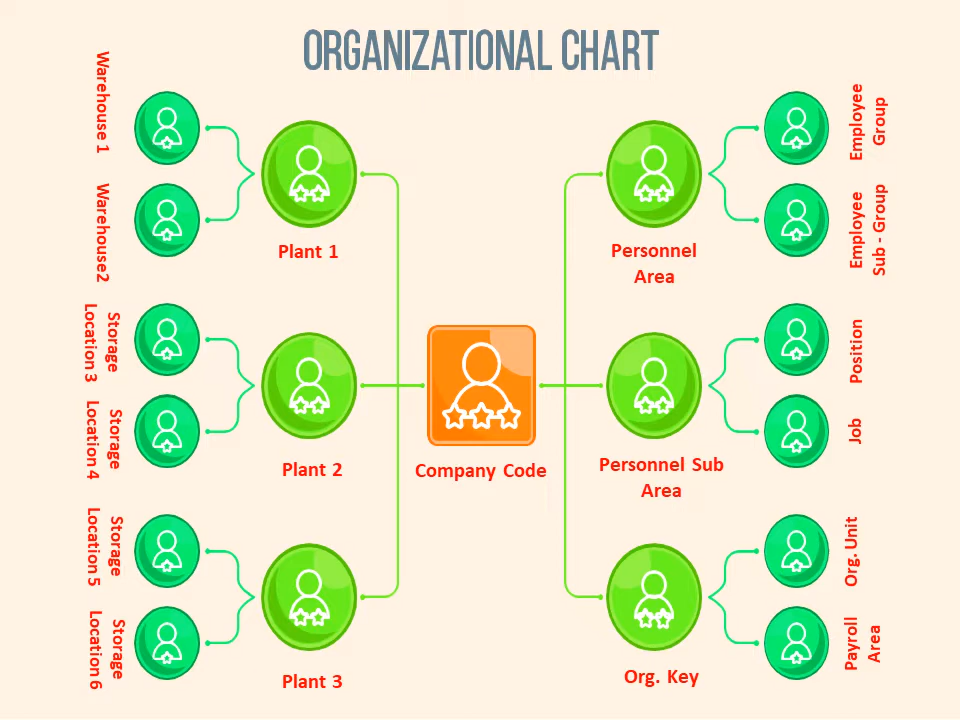 ORGANIZATIONAL CHART
Warehouse 1
Warehouse2
Plant 1
Storage
Location 3
Storage
Location 4
Plant 2
Storage
Location 5
Storage
Location 6
Plant 3
Company Code
Personnel
Area
Employee
Group
Employee
Sub - Group
Personnel Sub
Area
Position
Job
Org. Key
Org. Unit
Payroll
Area